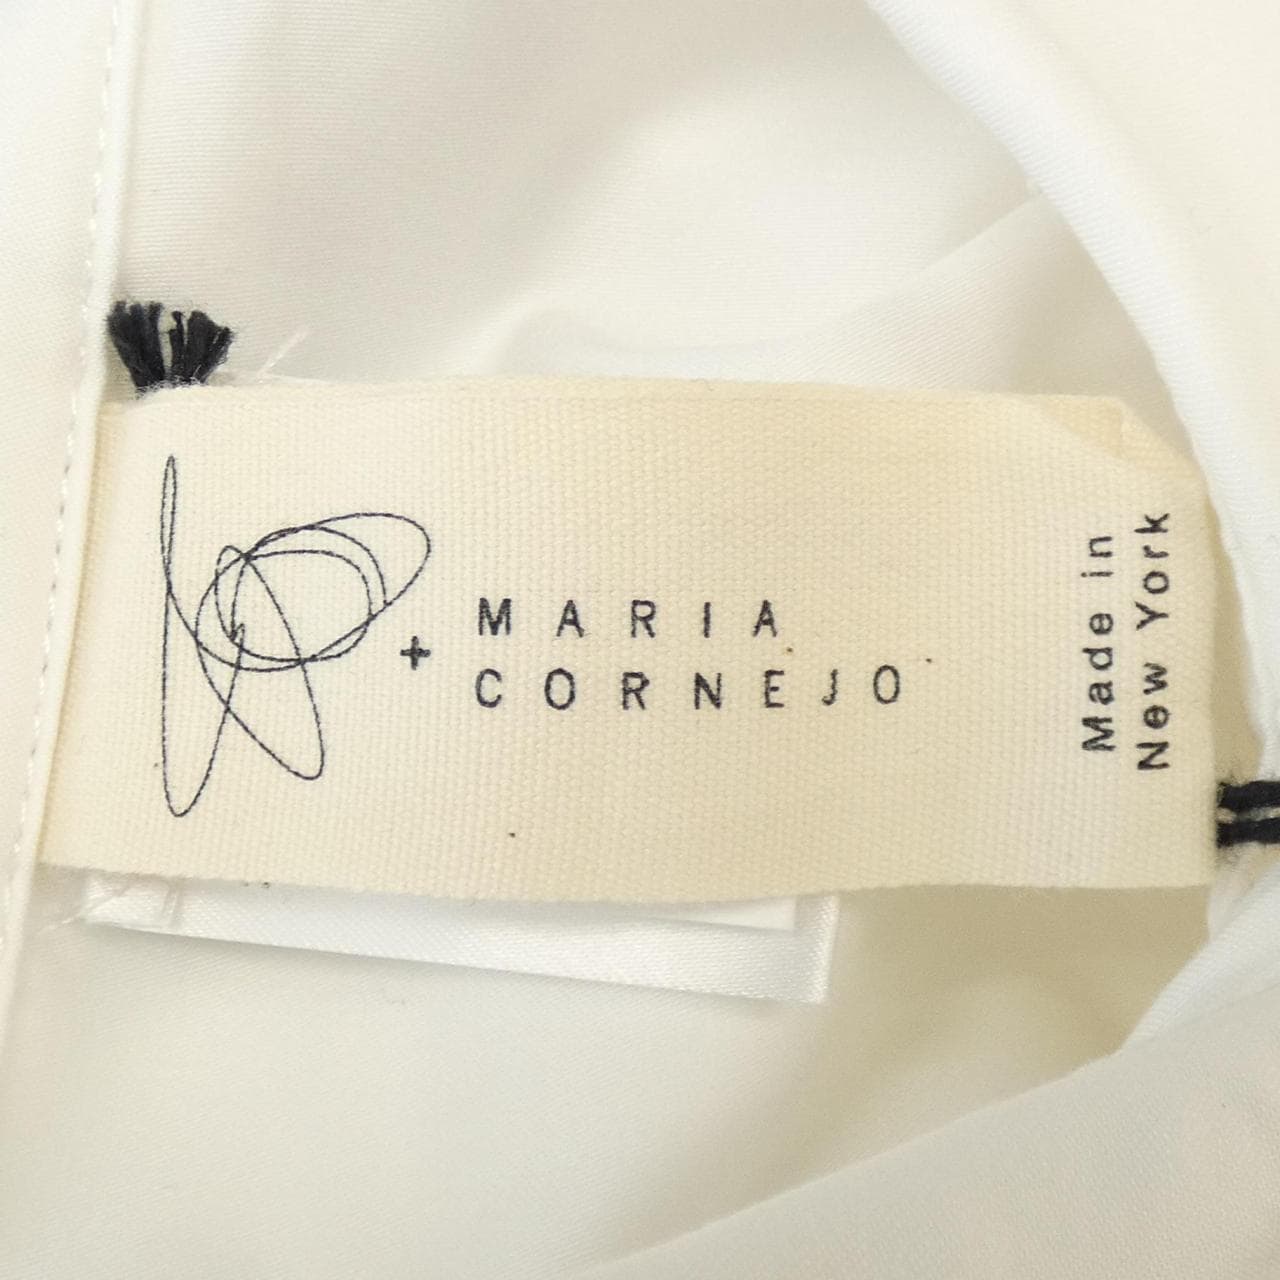 + MARIA
CORNEJO
Made in
New York